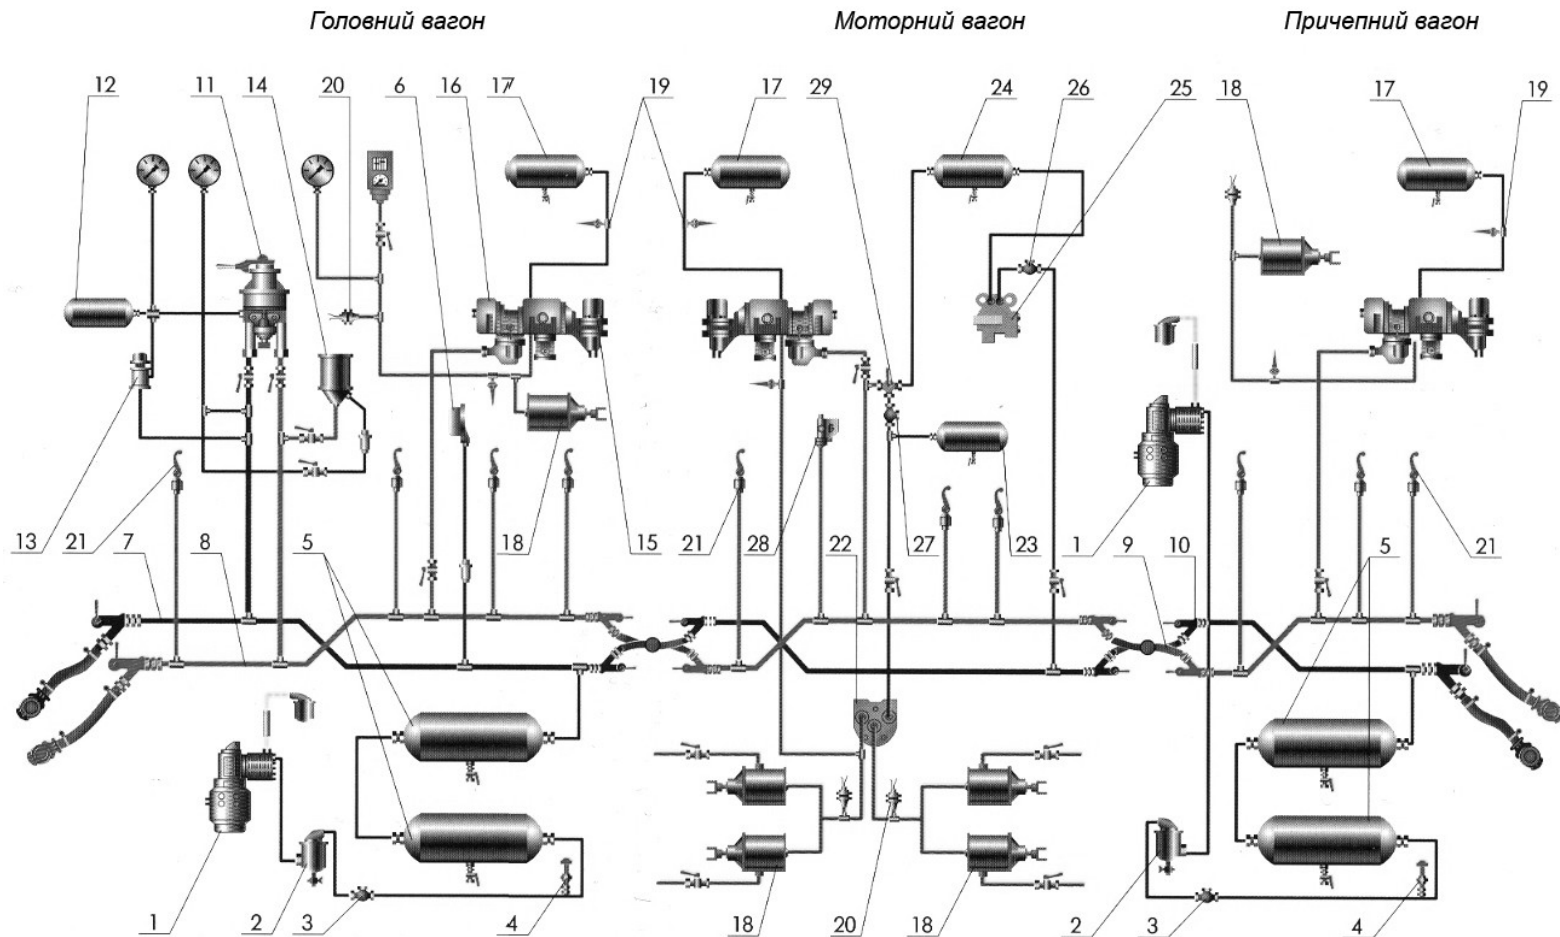 Головний вагон Моторний вагон Причепний вагон
12 11 14 20 6 16 17 19 17 29 24 26 25 18 17 19
13 21 7 8 5 18 15 21 28 22 27 23 1 9 10 5 21
1 2 3 4 18 20 18 2 3 4